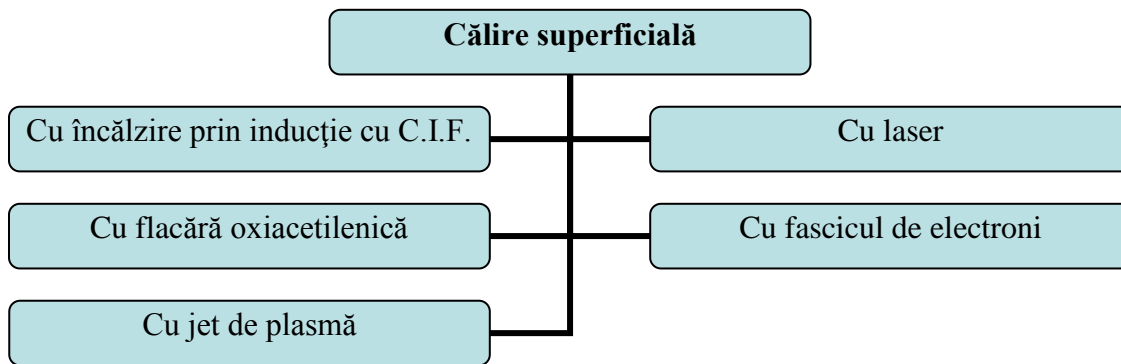 Călire superficială
Cu încălzire prin inducţie cu C.I.F.
Cu laser
Cu flacără oxiacetilenică
Cu fascicul de electroni
Cu jet de plasmă